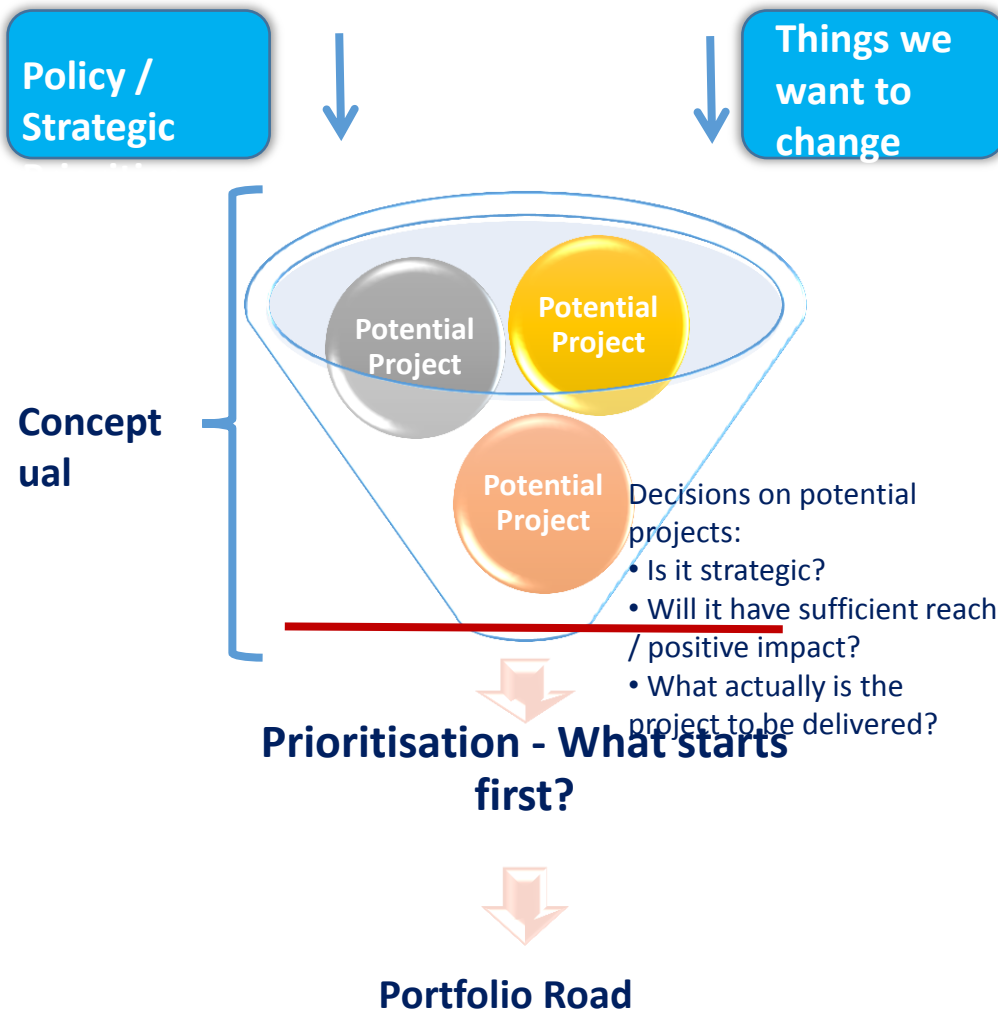 Policy /
Strategic
Things we
want to
change
Potential
Project
Potential
Project
Potential
Project
Concept
ual
Decisions on potential
projects:
• Is it strategic?
• Will it have sufficient reach
/ positive impact?
• What actually is the
project to be delivered?
Prioritisation - What starts
first?
Portfolio Road